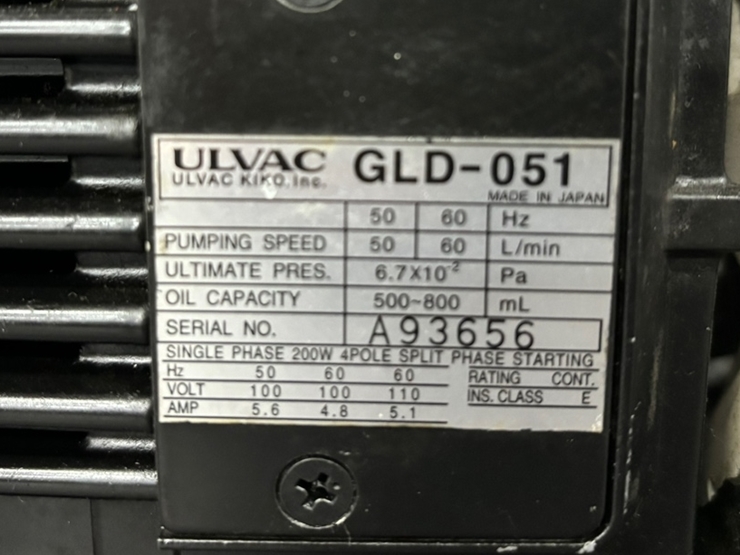 ULVAC GLD-051
ULVAC KIKO. Inc.
MADE IN JAPAN
50 60 Hz
PUMPING SPEED 50 60 L/min
ULTIMATE PRES. 6.7X10⁻² Pa
OIL CAPACITY 500~800 mL
SERIAL NO. A93656
SINGLE PHASE 200W 4POLE SPLIT PHASE STARTING
Hz 50 60 60 RATING CONT.
VOLT 100 100 110 INS. CLASS E
AMP 5.6 4.8 5.1